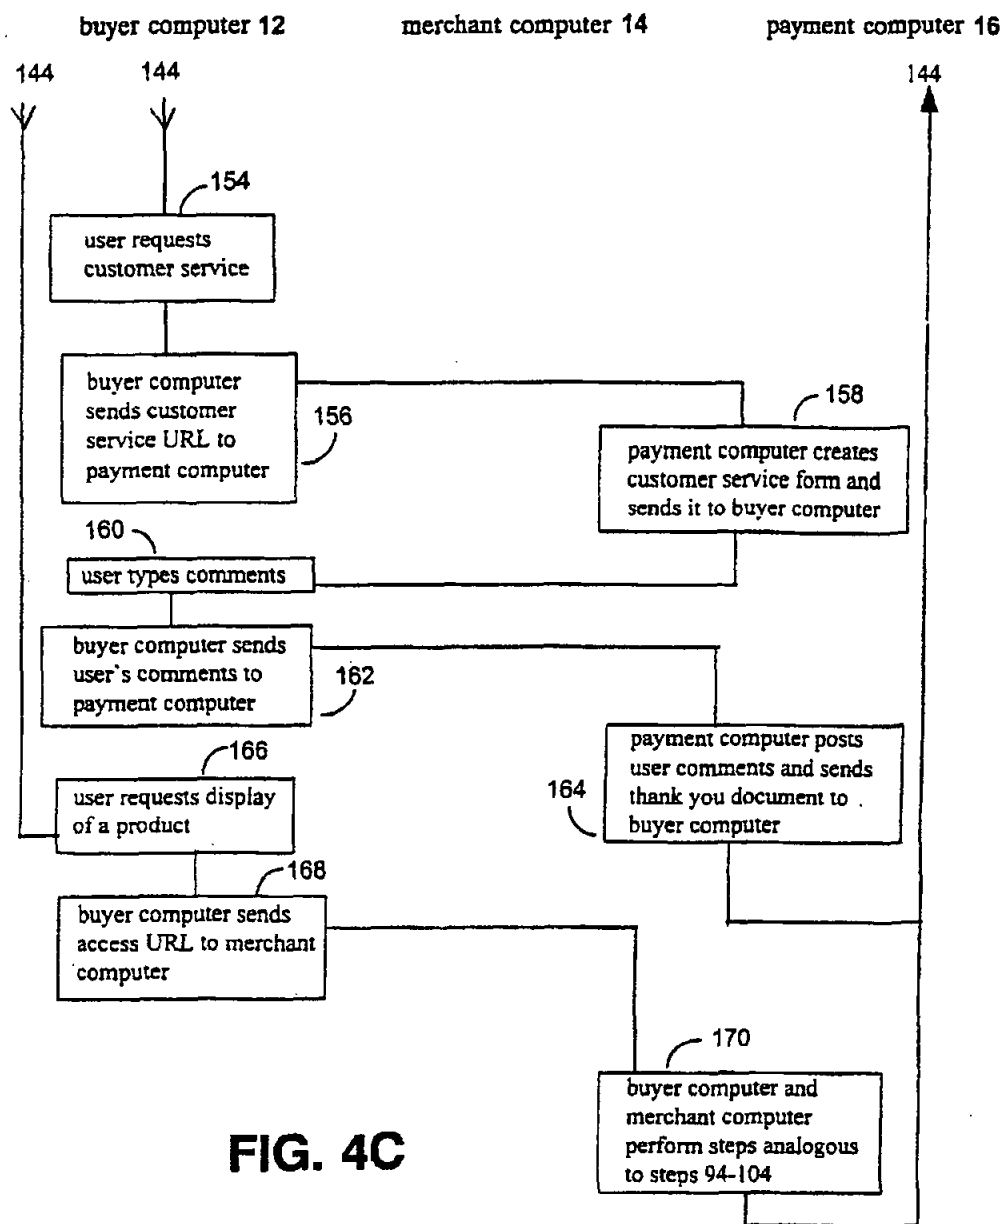 buyer computer 12
merchant computer 14
payment computer 16
144
144
144
154
user requests
customer service
buyer computer
sends customer
service URL to
payment computer
156
158
payment computer creates
customer service form and
sends it to buyer computer
160
user types comments
buyer computer sends
user's comments to
payment computer
162
payment computer posts
user comments and sends
thank you document to
buyer computer
164
166
user requests display
of a product
168
buyer computer sends
access URL to merchant
computer
170
buyer computer and
merchant computer
perform steps analogous
to steps 94-104
FIG. 4C